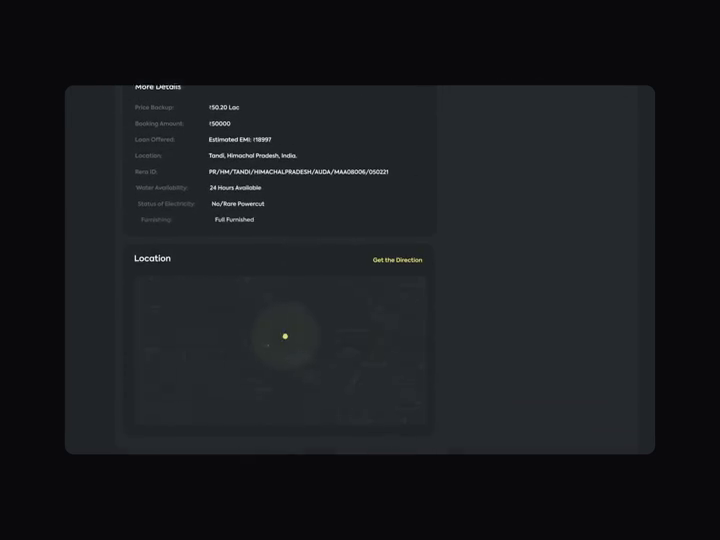 More Details
Price Backup: ₹50.20 Lac
Booking Amount: ₹50000
Loan Offered: Estimated EMI: ₹18997
Location: Tandi, Himachal Pradesh, India.
Rera ID: PR/HM/TANDI/HIMACHALPRADESH/AUDA/MAA08006/050221
Water Availability: 24 Hours Available
Status of Electricity: No/Rare Powercut
Furnishing: Full Furnished
Location Get the Direction